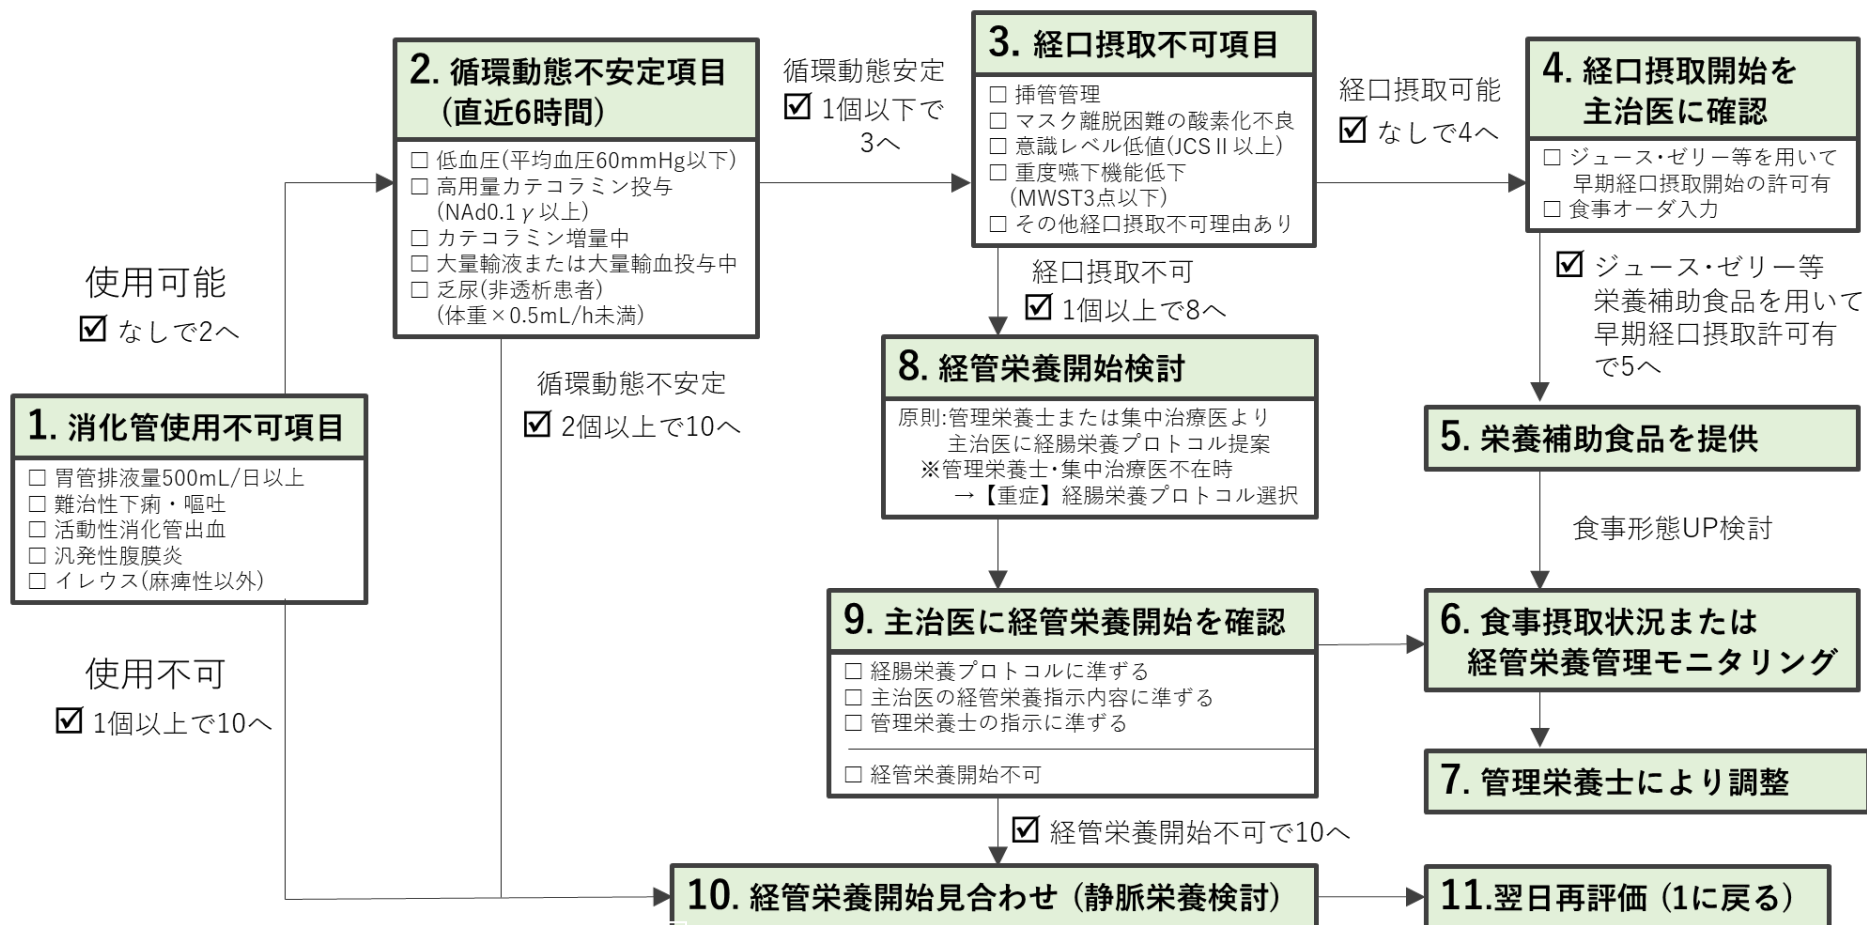 1. 消化管使用不可項目
□ 胃管排液量500mL/日以上
□ 難治性下痢・嘔吐
□ 活動性消化管出血
□ 汎発性腹膜炎
□ イレウス(麻痺性以外)
使用可能
☑ なしで2へ
使用不可
☑ 1個以上で10へ
2. 循環動態不安定項目
(直近6時間)
□ 低血圧(平均血圧60mmHg以下)
□ 高用量カテコラミン投与
(NAd0.1γ以上)
□ カテコラミン増量中
□ 大量輸液または大量輸血投与中
□ 乏尿(非透析患者)
(体重×0.5mL/h未満)
循環動態安定
☑ 1個以下で
3へ
循環動態不安定
☑ 2個以上で10へ
3. 経口摂取不可項目
□ 挿管管理
□ マスク離脱困難の酸素化不良
□ 意識レベル低値(JCSⅡ以上)
□ 重度嚥下機能低下
(MWST3点以下)
□ その他経口摂取不可理由あり
経口摂取可能
☑ なしで4へ
経口摂取不可
☑ 1個以上で8へ
4. 経口摂取開始を
主治医に確認
□ ジュース・ゼリー等を用いて
早期経口摂取開始の許可有
□ 食事オーダ入力
☑ ジュース・ゼリー等
栄養補助食品を用いて
早期経口摂取許可有
で5へ
5. 栄養補助食品を提供
食事形態UP検討
6. 食事摂取状況または
経管栄養管理モニタリング
7. 管理栄養士により調整
8. 経管栄養開始検討
原則:管理栄養士または集中治療医より
主治医に経腸栄養プロトコル提案
※管理栄養士・集中治療医不在時
→【重症】経腸栄養プロトコル選択
9. 主治医に経管栄養開始を確認
□ 経腸栄養プロトコルに準ずる
□ 主治医の経管栄養指示内容に準ずる
□ 管理栄養士の指示に準ずる
□ 経管栄養開始不可
☑ 経管栄養開始不可で10へ
10. 経管栄養開始見合わせ (静脈栄養検討)
11.翌日再評価 (1に戻る)